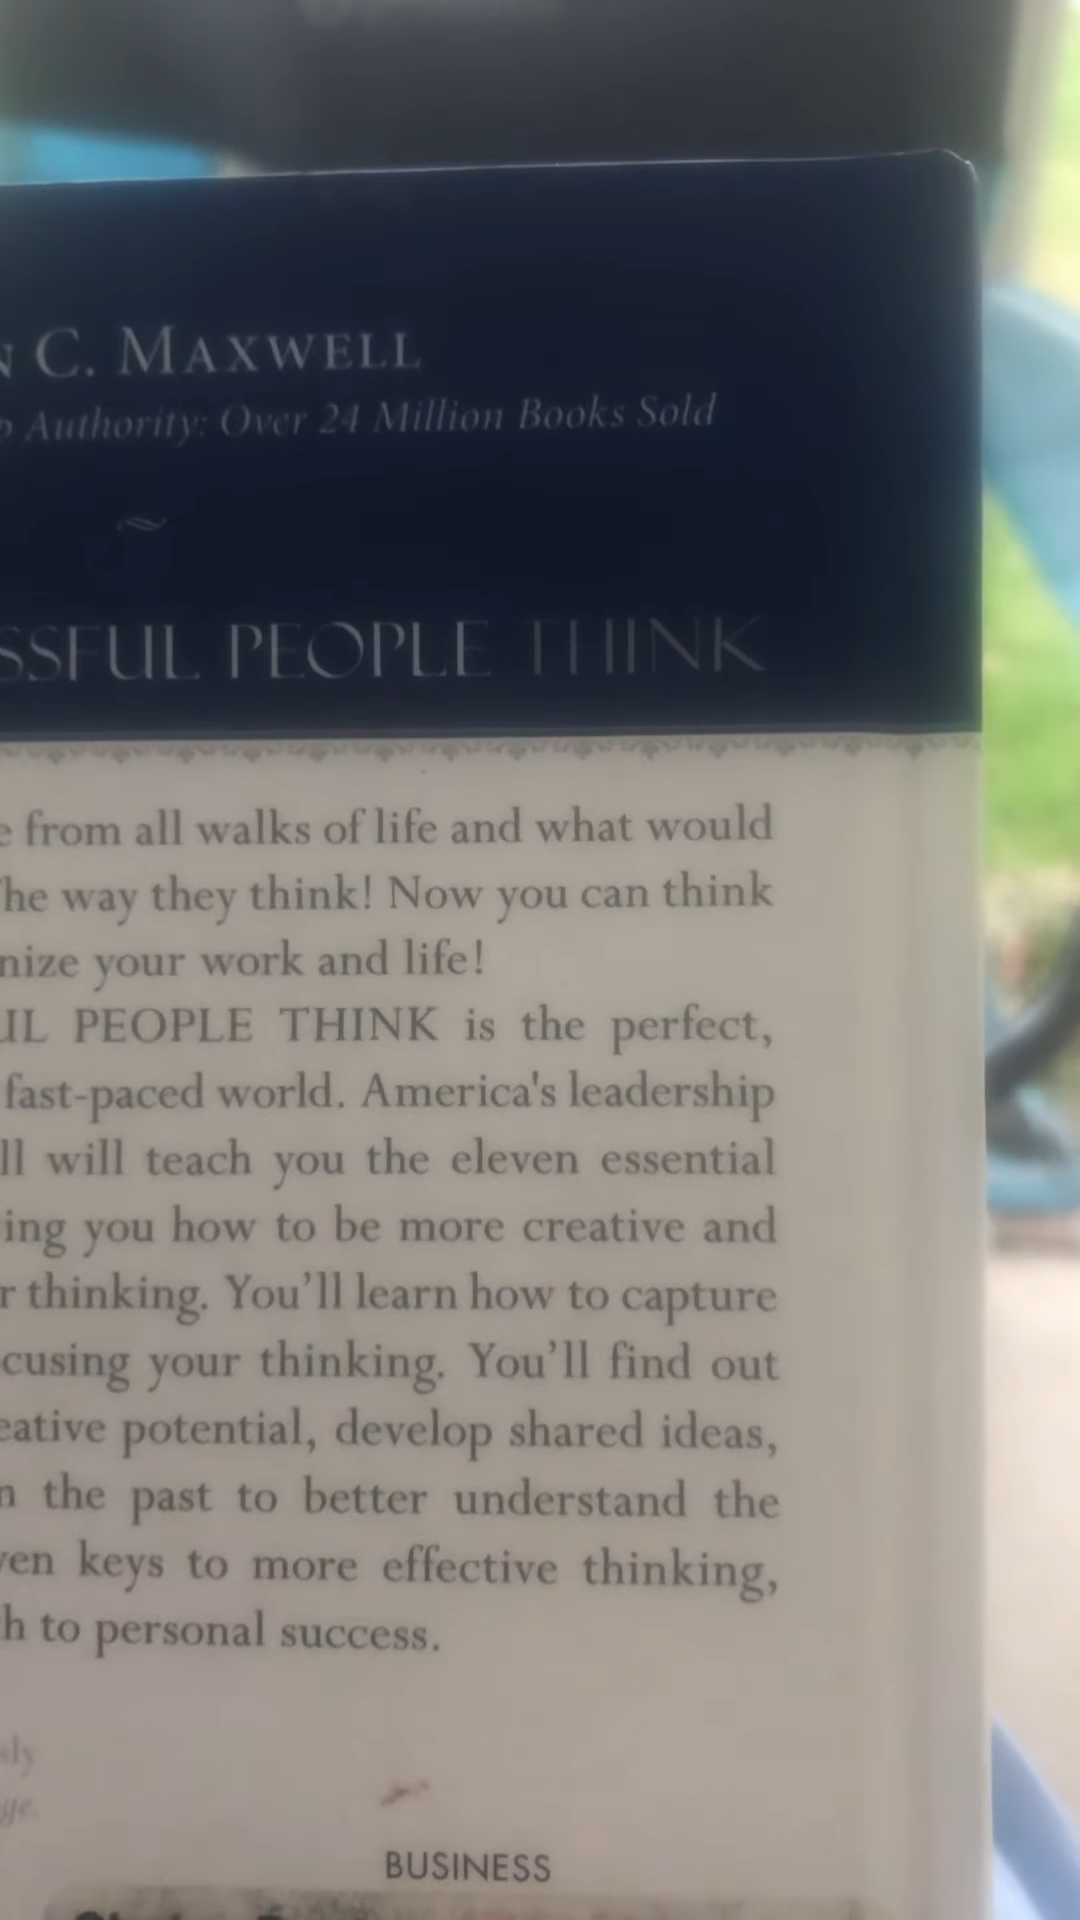 C. MAXWELL
Authority: Over 24 Million Books Sold
SSFUL PEOPLE THINK
e from all walks of life and what would
he way they think! Now you can think
nize your work and life!
UL PEOPLE THINK is the perfect,
fast-paced world. America's leadership
ll will teach you the eleven essential
ing you how to be more creative and
r thinking. You'll learn how to capture
cusing your thinking. You'll find out
eative potential, develop shared ideas,
n the past to better understand the
ven keys to more effective thinking,
h to personal success.
BUSINESS